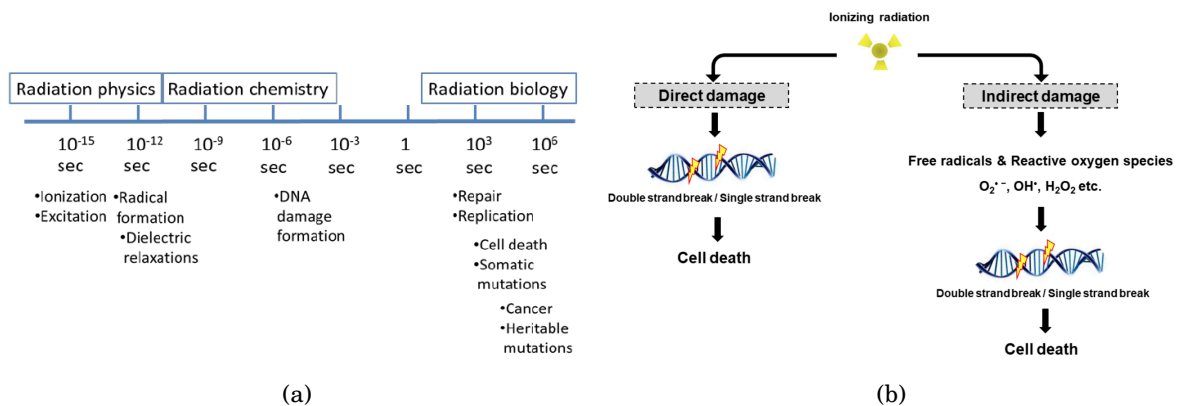 Radiation physics Radiation chemistry Radiation biology
10⁻¹⁵ 10⁻¹² 10⁻⁹ 10⁻⁶ 10⁻³ 1 10³ 10⁶
sec sec sec sec sec sec sec sec
•Ionization
•Excitation
•Radical
formation
•Dielectric
relaxations
•DNA
damage
formation
•Repair
•Replication
•Cell death
•Somatic
mutations
•Cancer
•Heritable
mutations
(a)
Ionizing radiation
Direct damage
Double strand break / Single strand break
Cell death
Indirect damage
Free radicals & Reactive oxygen species
O₂•⁻, OH•, H₂O₂ etc.
Double strand break / Single strand break
Cell death
(b)